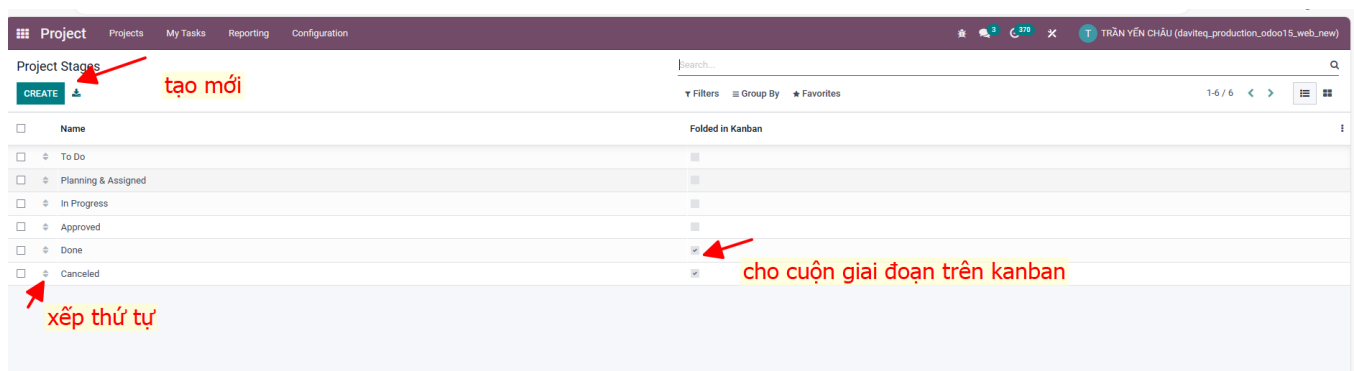 Project Projects My Tasks Reporting Configuration 3 370 T TRẦN YẾN CHÂU (daviteq_production_odoo15_web_new)
Project Stages Search...
CREATE tạo mới Filters Group By Favorites 1-6 / 6
Name Folded in Kanban
To Do
Planning & Assigned
In Progress
Approved
Done
Canceled cho cuộn giai đoạn trên kanban
xếp thứ tự